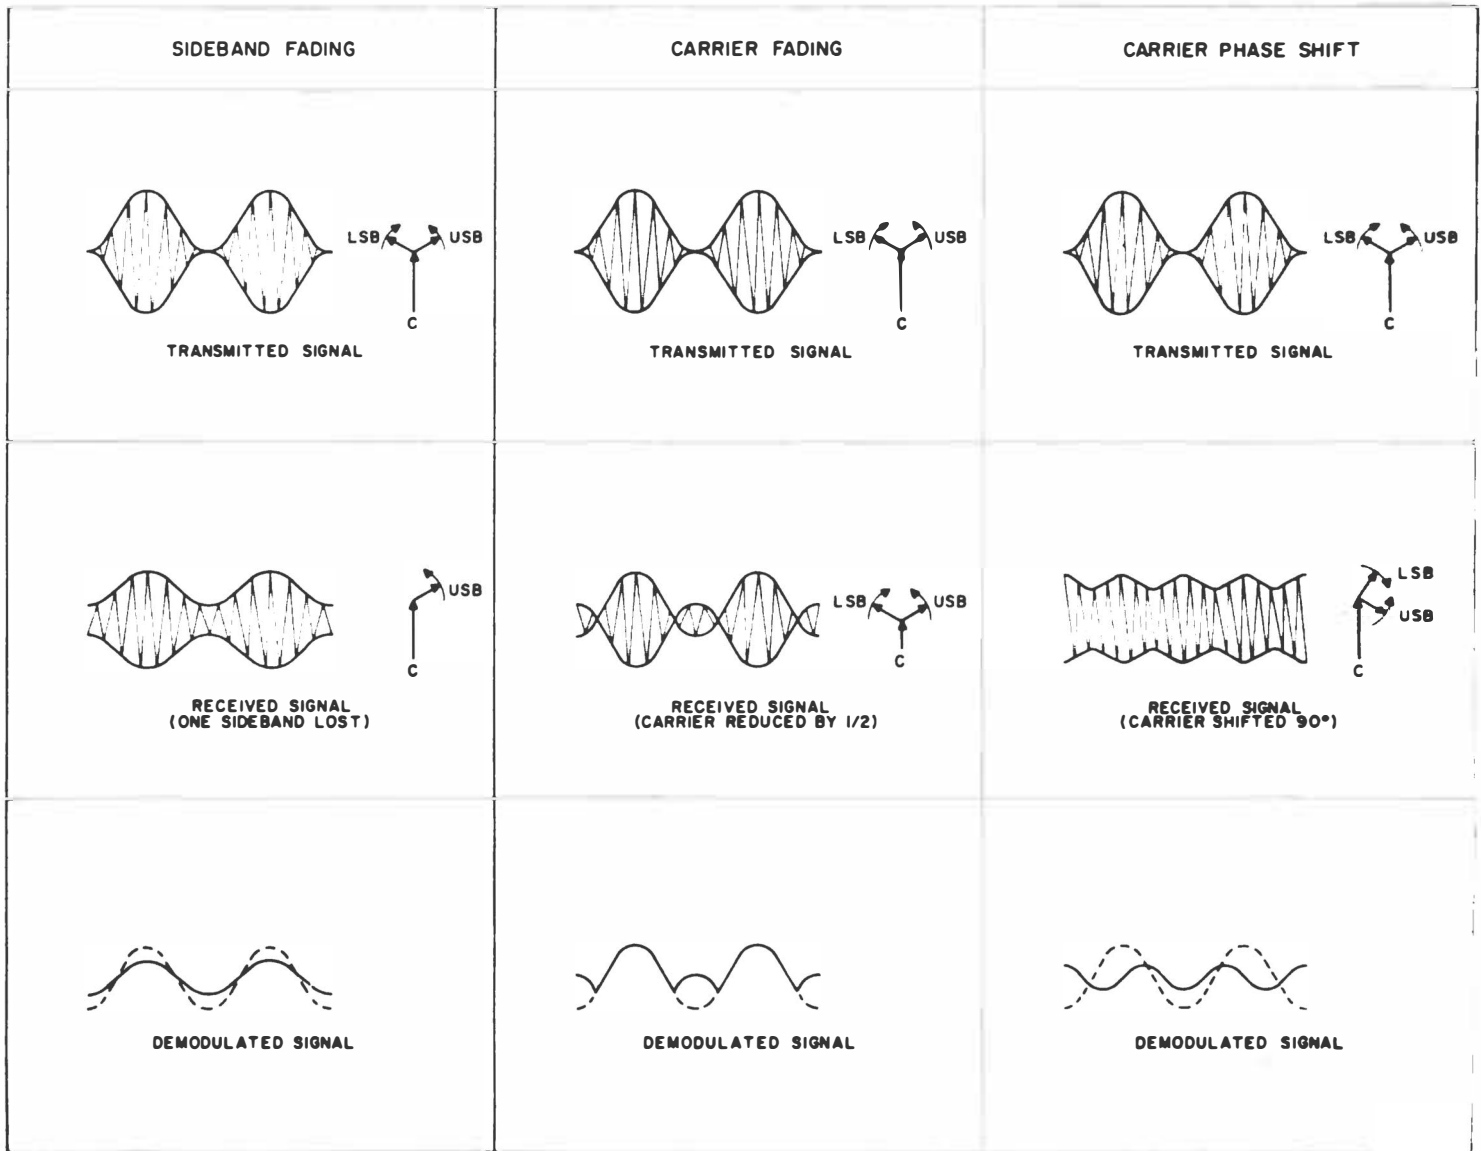 SIDEBAND FADING
CARRIER FADING
CARRIER PHASE SHIFT
LSB
USB
C
TRANSMITTED SIGNAL
LSB
USB
C
TRANSMITTED SIGNAL
LSB
USB
C
TRANSMITTED SIGNAL
USB
C
RECEIVED SIGNAL
(ONE SIDEBAND LOST)
LSB
USB
C
RECEIVED SIGNAL
(CARRIER REDUCED BY 1/2)
LSB
USB
C
RECEIVED SIGNAL
(CARRIER SHIFTED 90°)
DEMODULATED SIGNAL
DEMODULATED SIGNAL
DEMODULATED SIGNAL